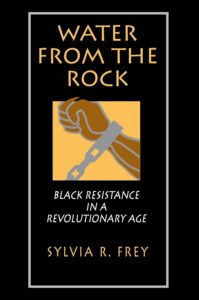 WATER
FROM THE
ROCK
BLACK RESISTANCE
IN A
REVOLUTIONARY AGE
SYLVIA R. FREY